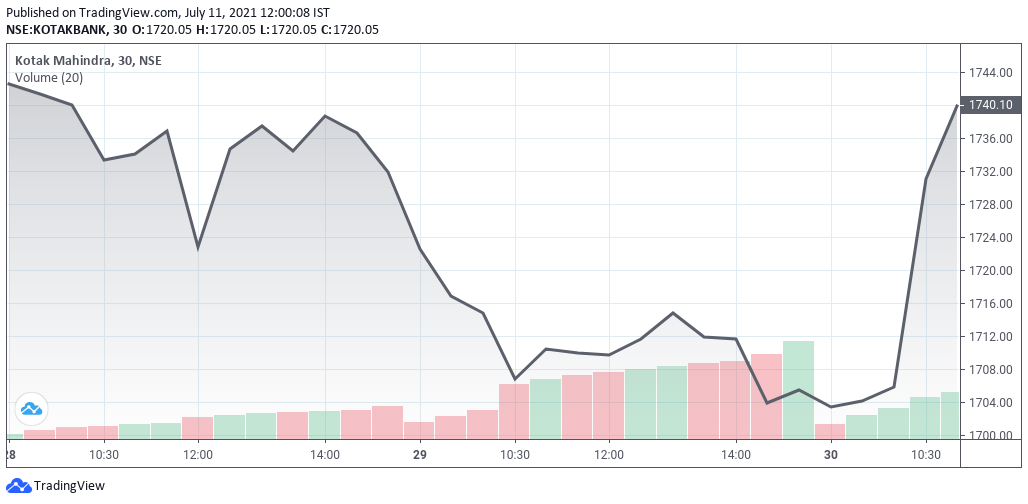 Published on TradingView.com, July 11, 2021 12:00:08 IST
NSE:KOTAKBANK, 30 O:1720.05 H:1720.05 L:1720.05 C:1720.05
Kotak Mahindra, 30, NSE
Volume (20)
1744.00
1740.10
1736.00
1732.00
1728.00
1724.00
1720.00
1716.00
1712.00
1708.00
1704.00
1700.00
28 10:30 12:00 14:00 29 10:30 12:00 14:00 30 10:30
TradingView